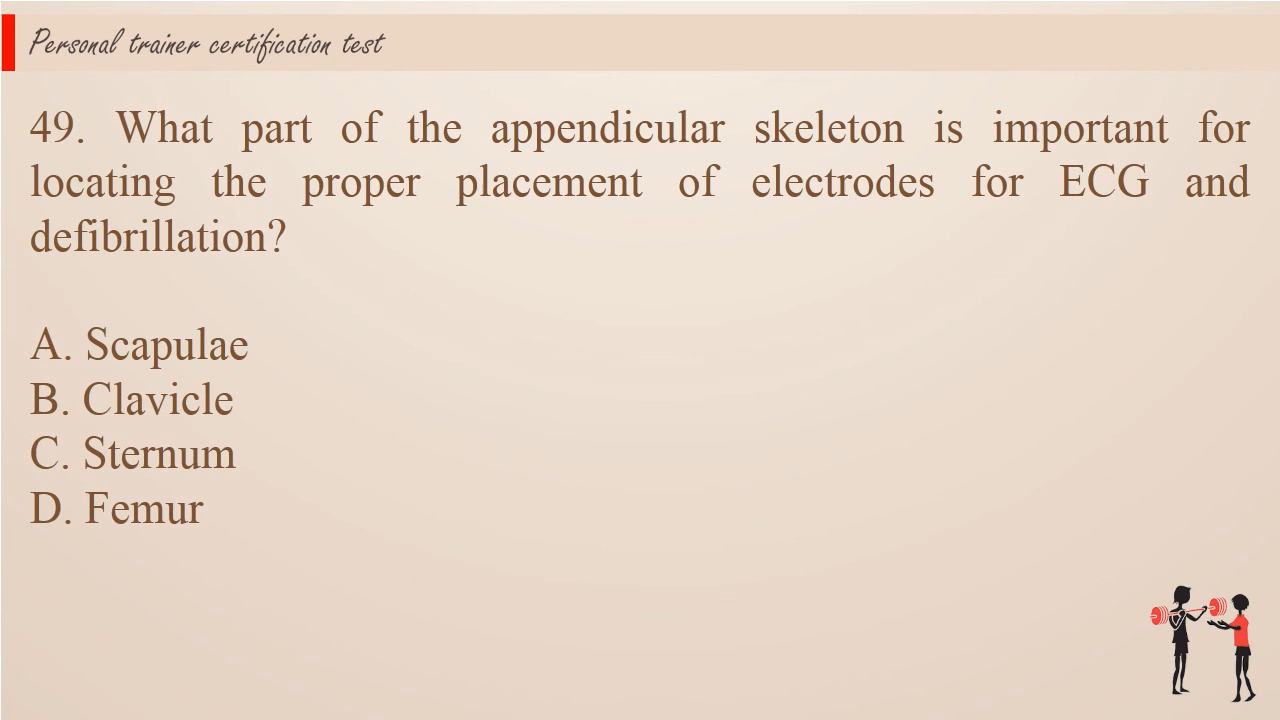 Personal trainer certification test
49. What part of the appendicular skeleton is important for
locating the proper placement of electrodes for ECG and
defibrillation?
A. Scapulae
B. Clavicle
C. Sternum
D. Femur